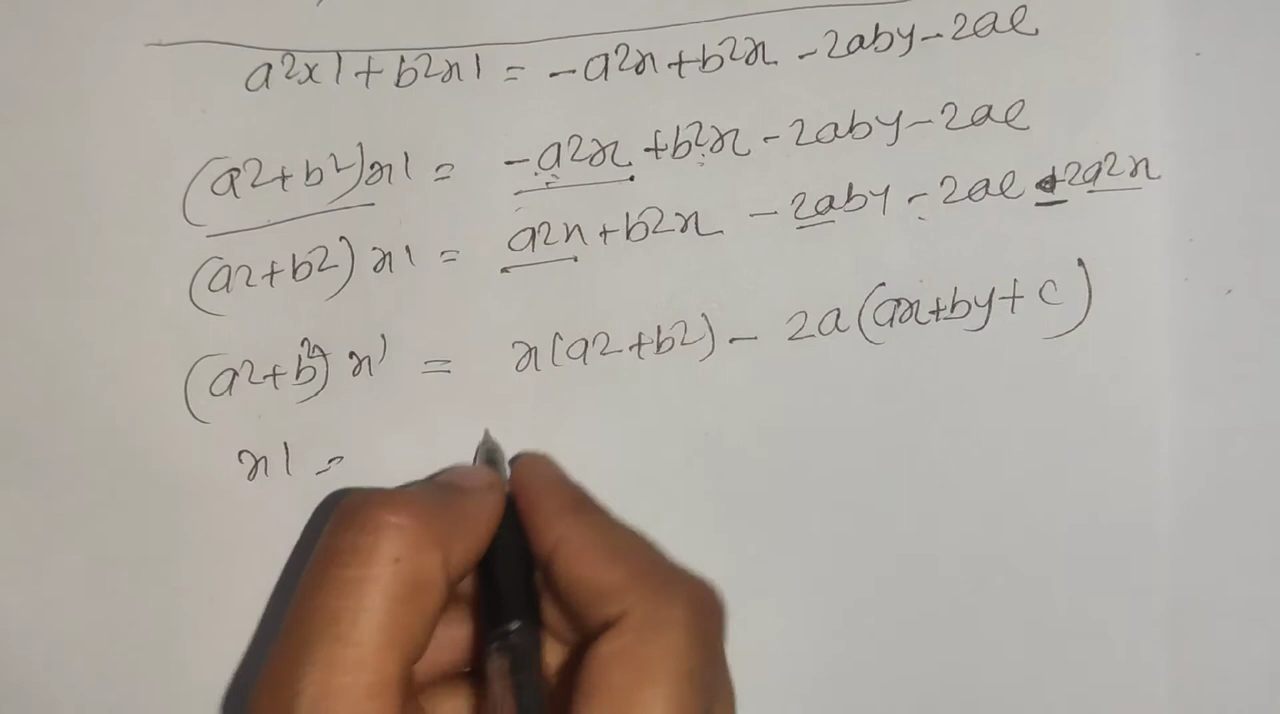 a2x1+b2x1 = -a2x+b2x -2aby-2ac
(a2+b2)x1 = -a2x+b2x-2aby-2ac
(a2+b2) x1 = a2x+b2x -2aby-2ac +2a2x
(a2+b2) x1 = x(a2+b2) - 2a(ax+by+c)
x1 =